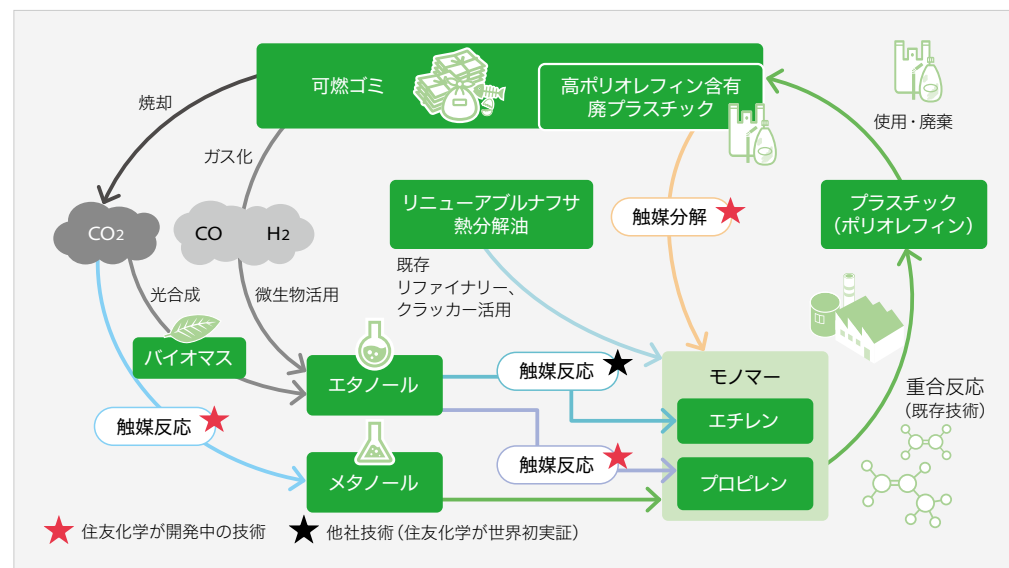 可燃ゴミ
高ポリオレフィン含有
廃プラスチック
焼却
使用・廃棄
ガス化
リニューアブルナフサ
熱分解油
触媒分解
プラスチック
(ポリオレフィン)
CO2
CO
H2
既存
リファイナリー、
クラッカー活用
光合成
微生物活用
バイオマス
エタノール
触媒反応
モノマー
エチレン
重合反応
(既存技術)
触媒反応
触媒反応
メタノール
プロピレン
住友化学が開発中の技術
他社技術(住友化学が世界初実証)